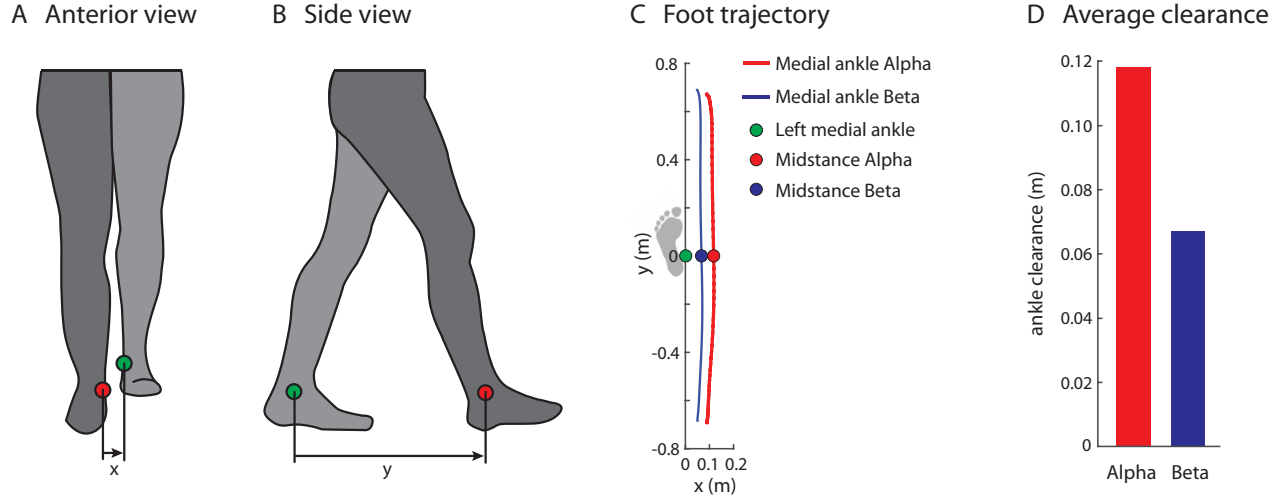 A Anterior view
x
B Side view
y
C Foot trajectory
0.8
0.4
0
-0.4
-0.8
y (m)
0 0.1 0.2
x (m)
Medial ankle Alpha
Medial ankle Beta
Left medial ankle
Midstance Alpha
Midstance Beta
D Average clearance
0.12
0.10
0.08
0.06
0.04
0.02
0
ankle clearance (m)
Alpha Beta